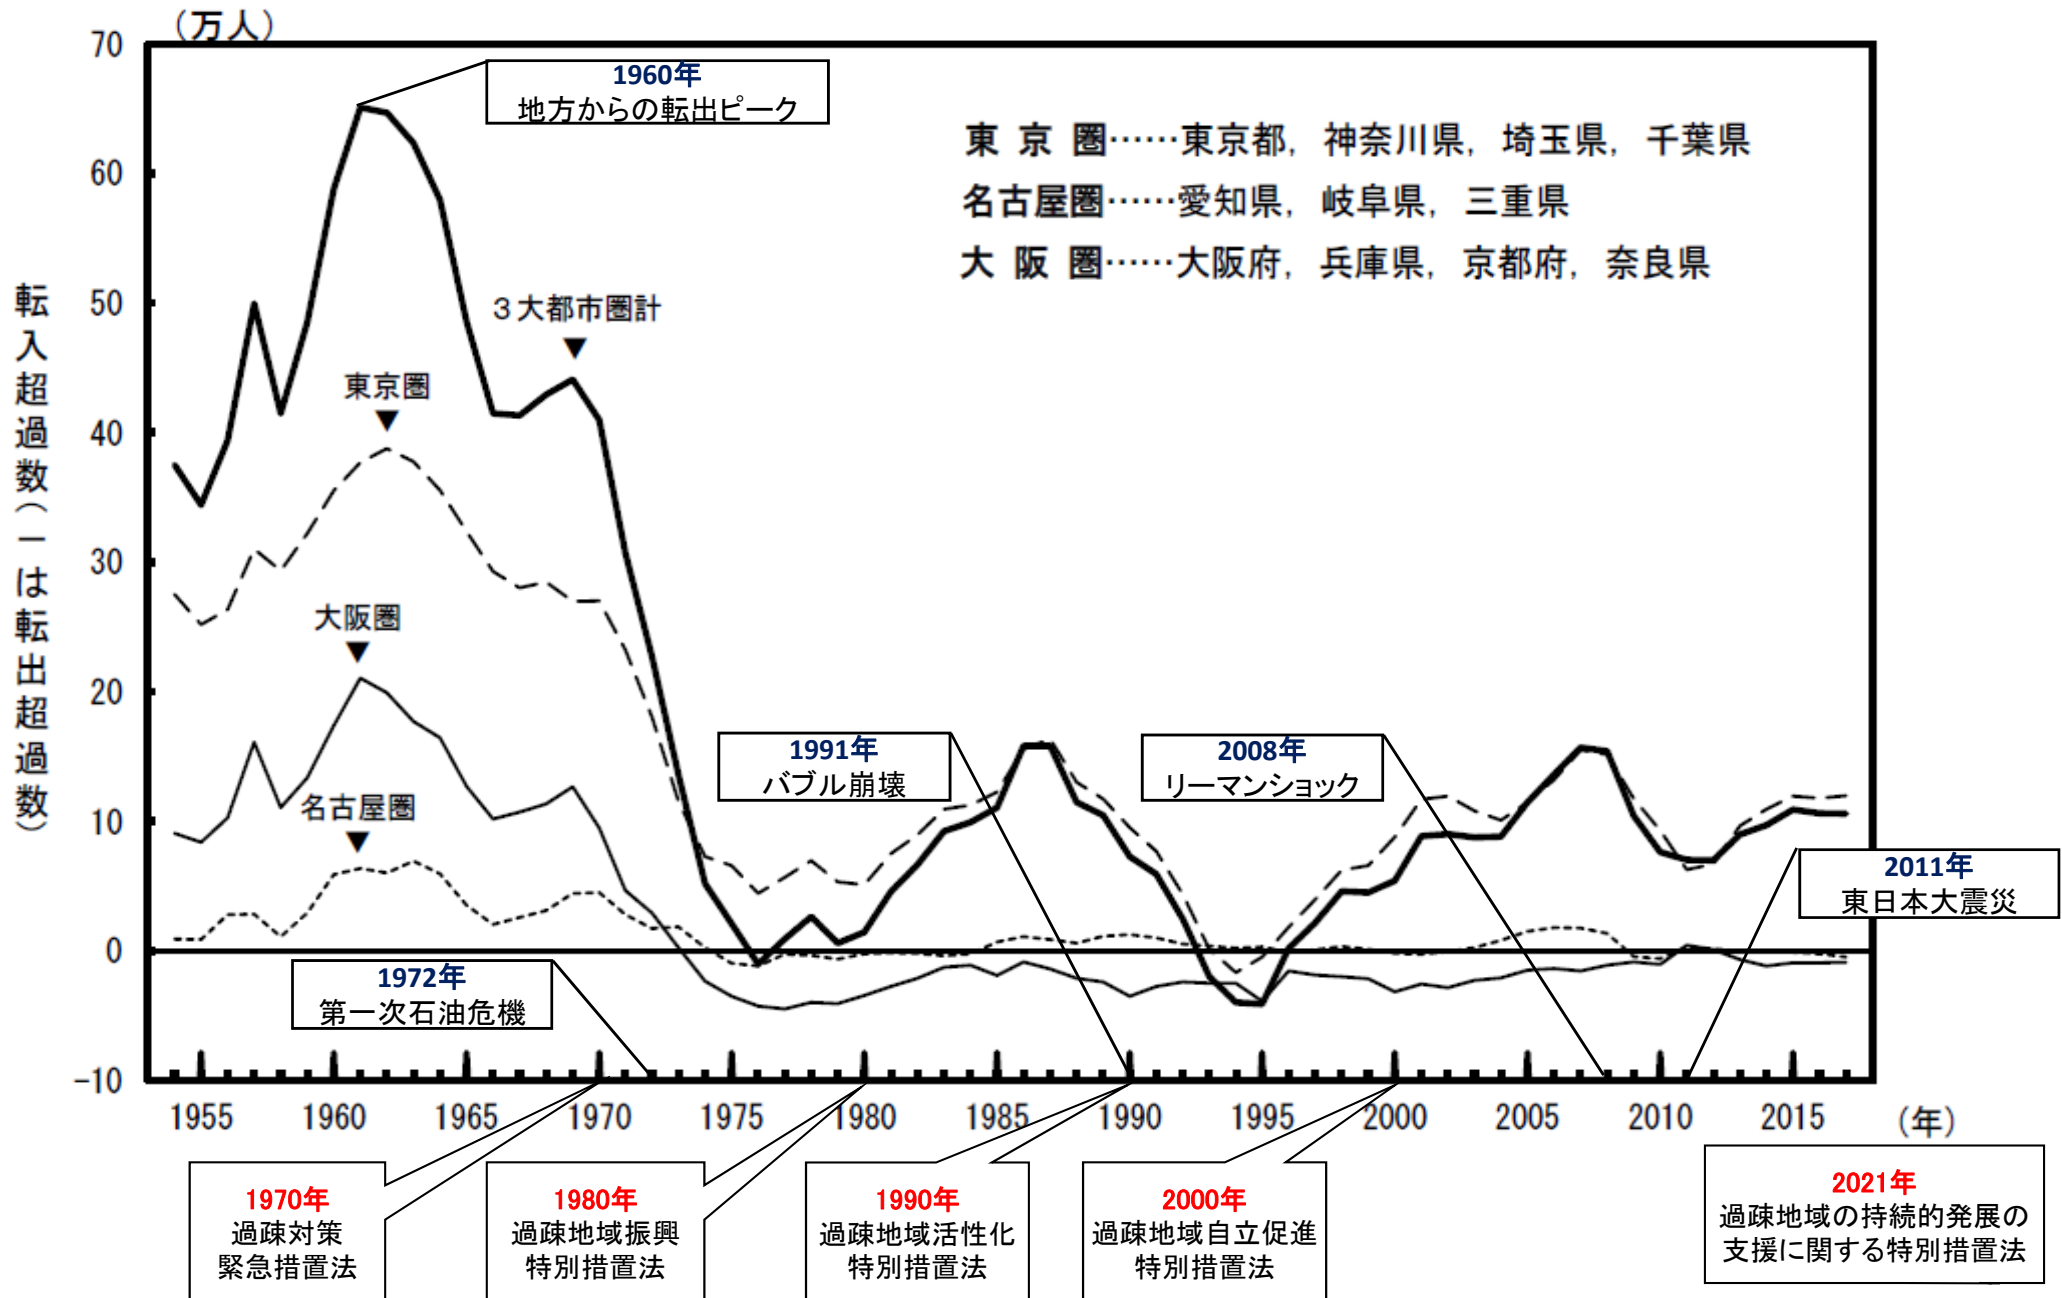 （万人）
70
60
50
40
30
20
10
0
-10
転入超過数（－は転出超過数）
1960年
地方からの転出ピーク
東 京 圏……東京都，神奈川県，埼玉県，千葉県
名古屋圏……愛知県，岐阜県，三重県
大 阪 圏……大阪府，兵庫県，京都府，奈良県
３大都市圏計
▼
東京圏
▼
大阪圏
▼
名古屋圏
▼
1991年
バブル崩壊
2008年
リーマンショック
2011年
東日本大震災
1972年
第一次石油危機
1955 1960 1965 1970 1975 1980 1985 1990 1995 2000 2005 2010 2015 （年）
1970年
過疎対策
緊急措置法
1980年
過疎地域振興
特別措置法
1990年
過疎地域活性化
特別措置法
2000年
過疎地域自立促進
特別措置法
2021年
過疎地域の持続的発展の
支援に関する特別措置法